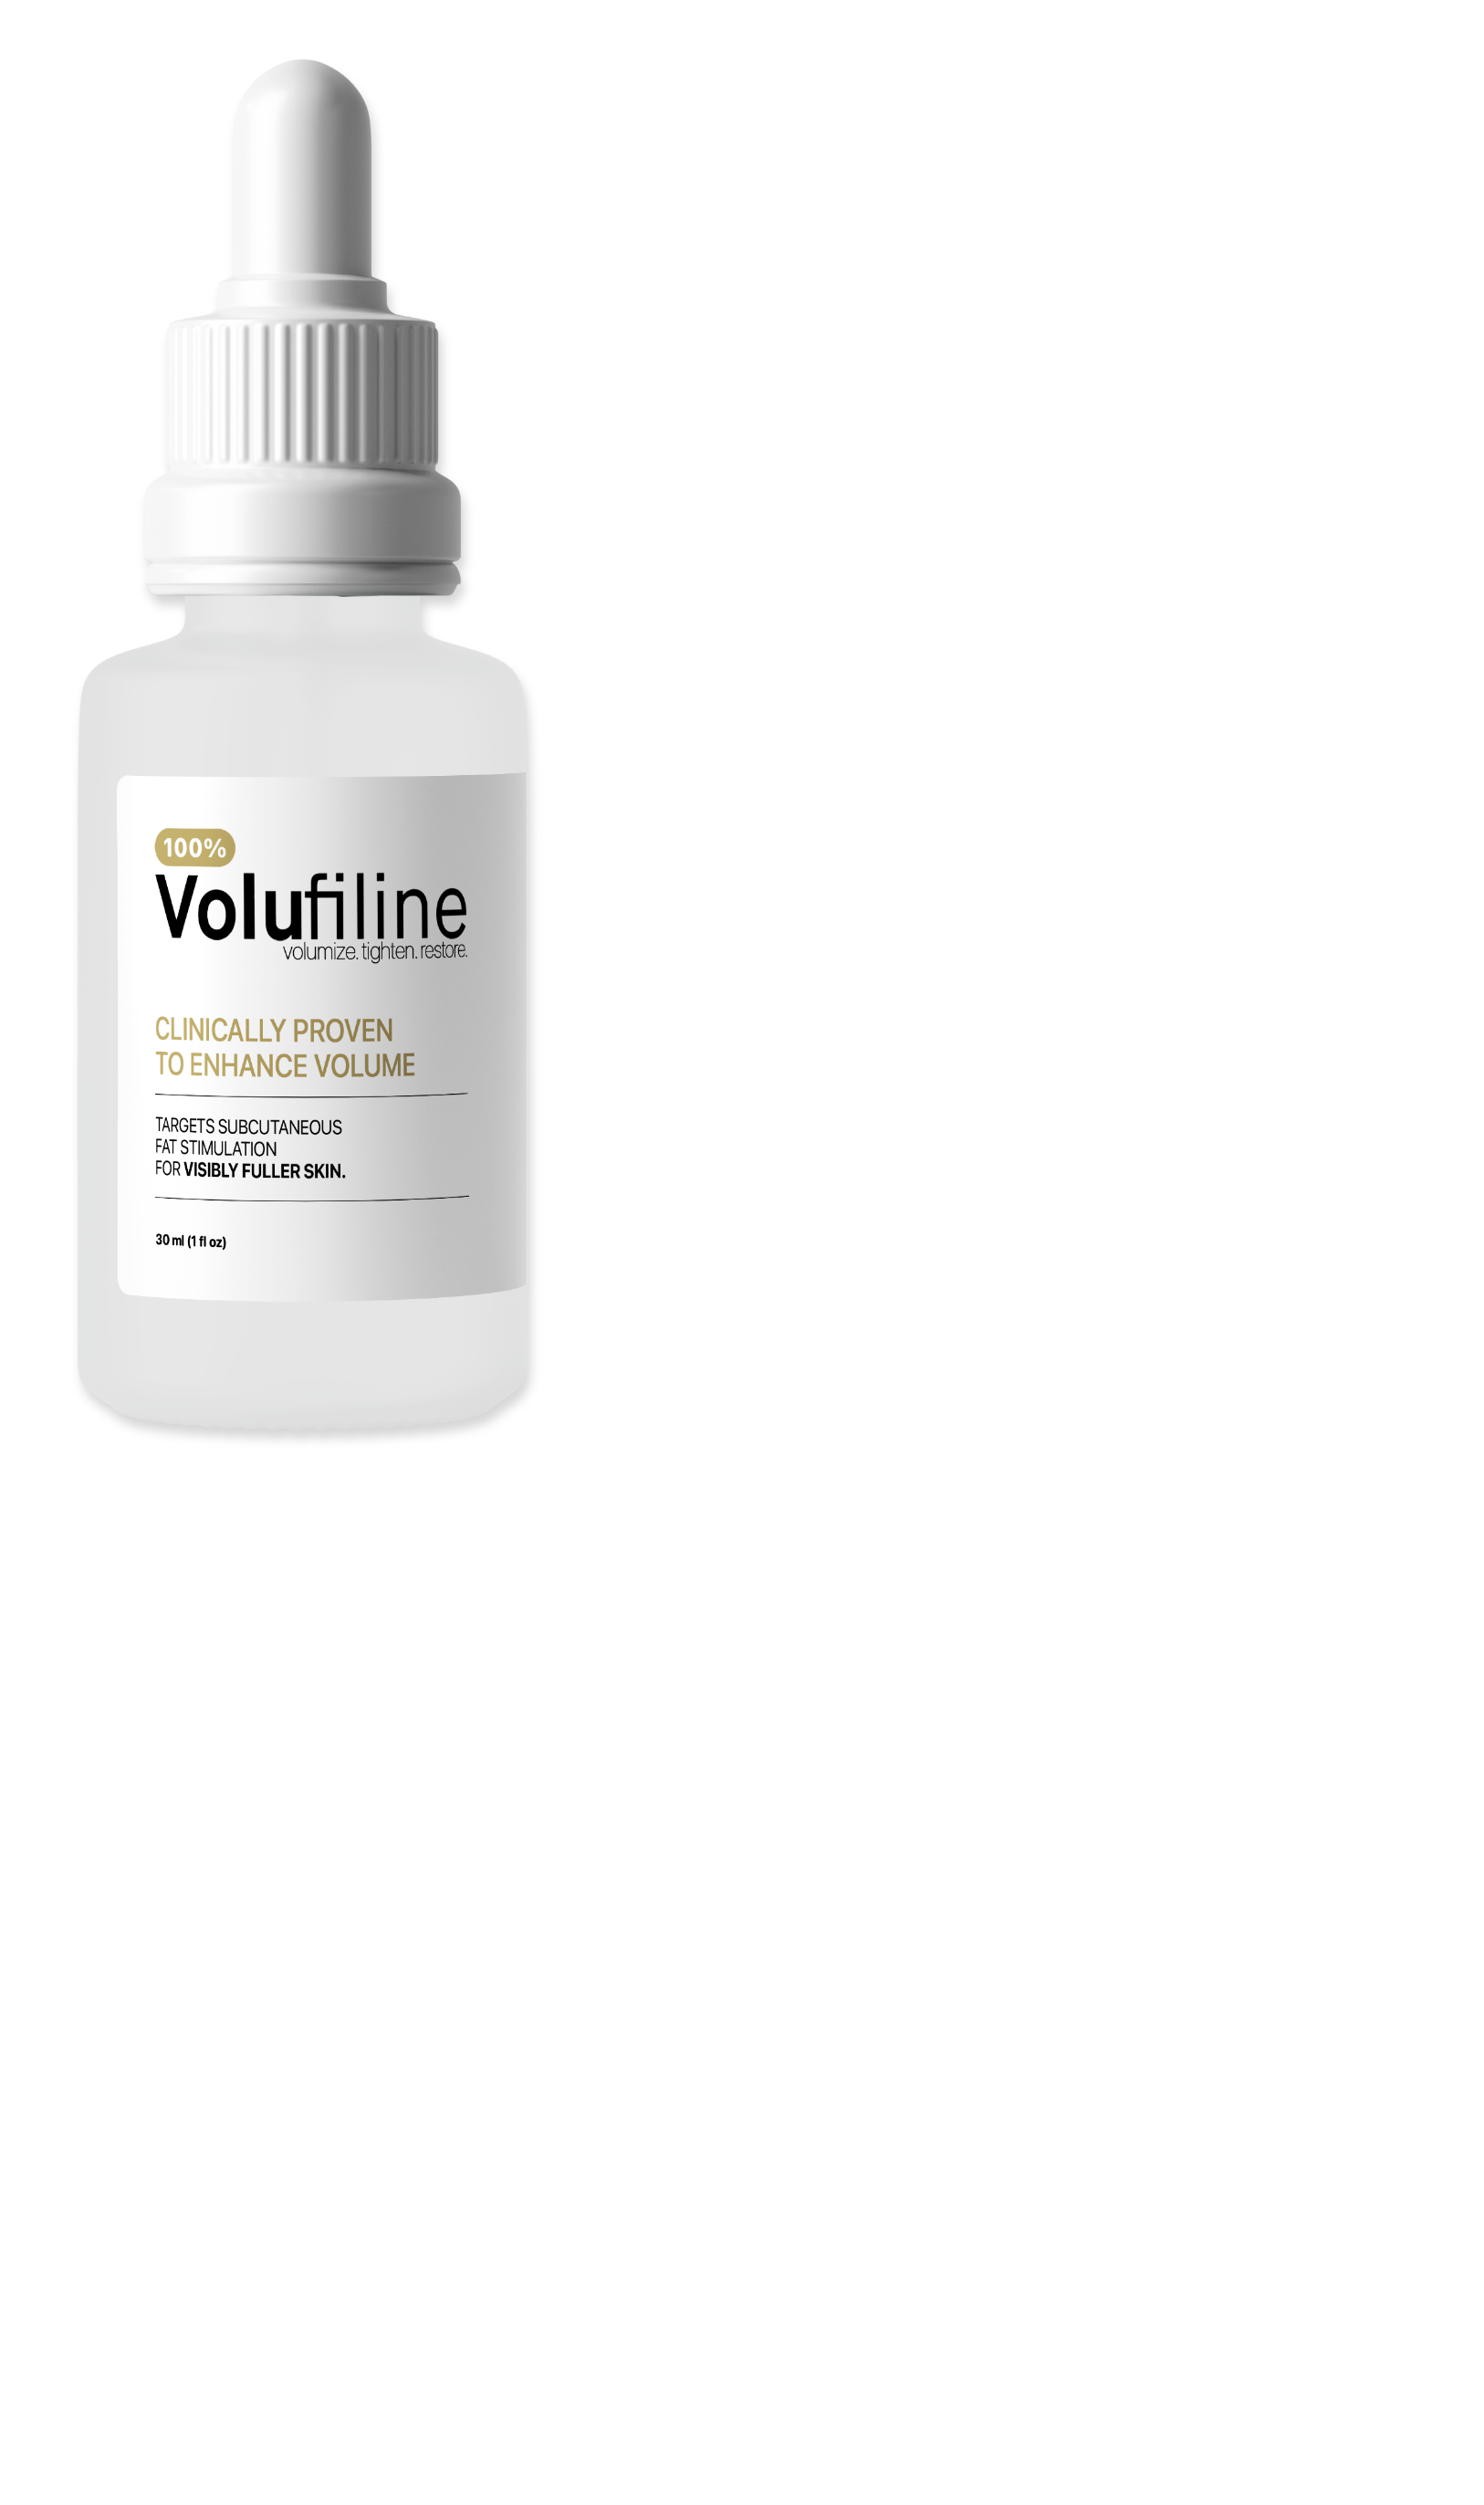 100%
Volufiline
volumize. tighten. restore.
CLINICALLY PROVEN
TO ENHANCE VOLUME
TARGETS SUBCUTANEOUS
FAT STIMULATION
FOR VISIBLY FULLER SKIN.
30 ml (1 fl oz)